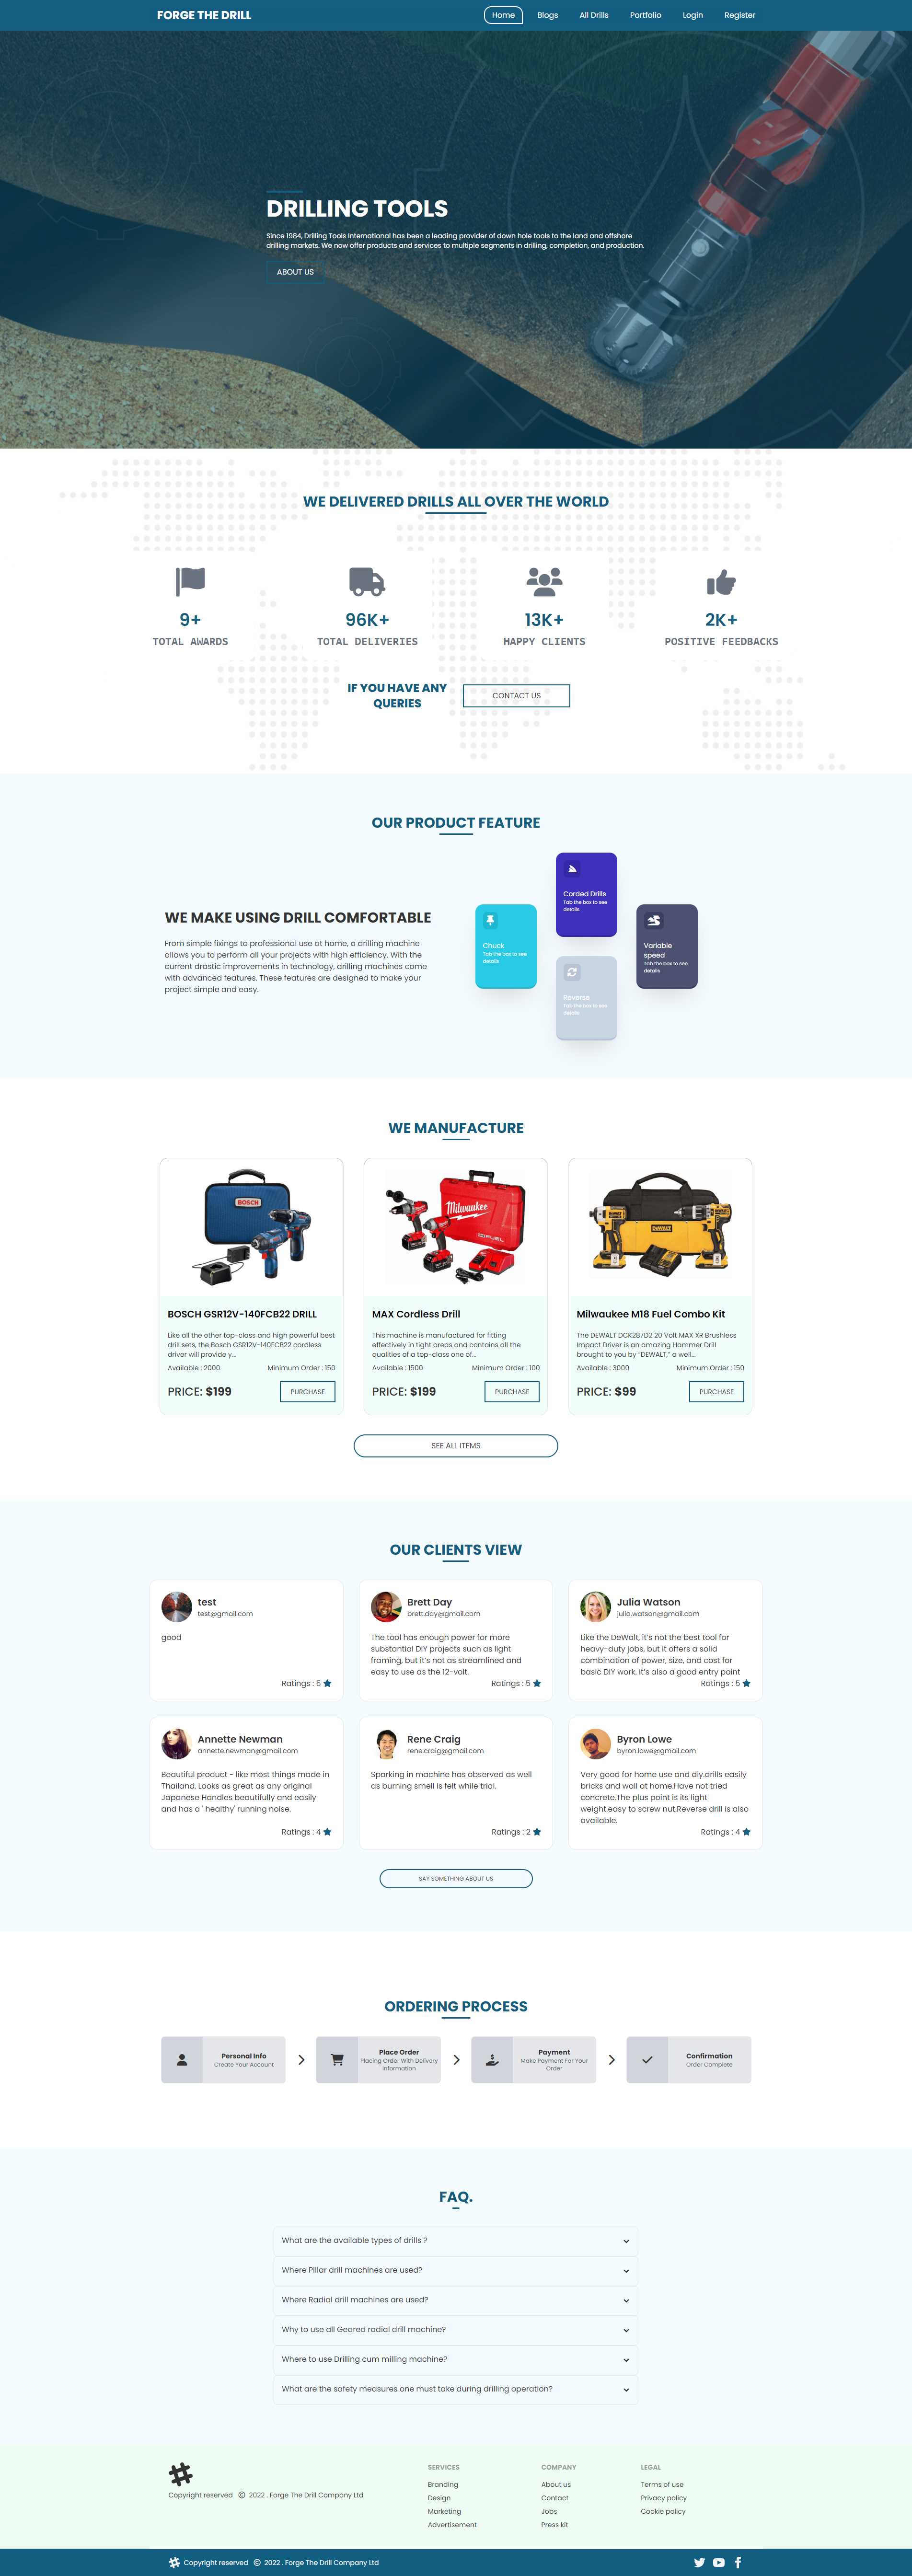 FORGE THE DRILL
Home
Blogs
All Drills
Portfolio
Login
Register
DRILLING TOOLS
Since 1984, Drilling Tools International has been a leading provider of down hole tools to the land and offshore
drilling markets. We now offer products and services to multiple segments in drilling, completion, and production.
ABOUT US
WE DELIVERED DRILLS ALL OVER THE WORLD
9+
TOTAL AWARDS
96K+
TOTAL DELIVERIES
13K+
HAPPY CLIENTS
2K+
POSITIVE FEEDBACKS
IF YOU HAVE ANY
QUERIES
CONTACT US
OUR PRODUCT FEATURE
WE MAKE USING DRILL COMFORTABLE
From simple fixings to professional use at home, a drilling machine
allows you to perform all your projects with high efficiency. With the
current drastic improvements in technology, drilling machines come
with advanced features. These features are designed to make your
project simple and easy.
Chuck
Tab the box to see
details
Corded Drills
Tab the box to see
details
Reverse
Tab the box to see
details
Variable
speed
Tab the box to see
details
WE MANUFACTURE
BOSCH
BOSCH GSR12V-140FCB22 DRILL
Like all the other top-class and high powerful best
drill sets, the Bosch GSR12V-140FCB22 cordless
driver will provide y...
Available : 2000
Minimum Order : 150
PRICE: $199
PURCHASE
Milwaukee
FUEL
MAX Cordless Drill
This machine is manufactured for fitting
effectively in tight areas and contains all the
qualities of a top-class one of...
Available : 1500
Minimum Order : 100
PRICE: $199
PURCHASE
DEWALT
Milwaukee M18 Fuel Combo Kit
The DEWALT DCK287D2 20 Volt MAX XR Brushless
Impact Driver is an amazing Hammer Drill
brought to you by “DEWALT,” a well...
Available : 3000
Minimum Order : 150
PRICE: $99
PURCHASE
SEE ALL ITEMS
OUR CLIENTS VIEW
test
test@gmail.com
good
Ratings : 5
Brett Day
brett.day@gmail.com
The tool has enough power for more
substantial DIY projects such as light
framing, but it’s not as streamlined and
easy to use as the 12-volt.
Ratings : 5
Julia Watson
julia.watson@gmail.com
Like the DeWalt, it’s not the best tool for
heavy-duty jobs, but it offers a solid
combination of power, size, and cost for
basic DIY work. It’s also a good entry point
Ratings : 5
Annette Newman
annette.newman@gmail.com
Beautiful product - like most things made in
Thailand. Looks as great as any original
Japanese Handles beautifully and easily
and has a ' healthy' running noise.
Ratings : 4
Rene Craig
rene.craig@gmail.com
Sparking in machine has observed as well
as burning smell is felt while trial.
Ratings : 2
Byron Lowe
byron.lowe@gmail.com
Very good for home use and diy.drills easily
bricks and wall at home.Have not tried
concrete.The plus point is its light
weight.easy to screw nut.Reverse drill is also
available.
Ratings : 4
SAY SOMETHING ABOUT US
ORDERING PROCESS
Personal Info
Create Your Account
Place Order
Placing Order With Delivery
information
Payment
Make Payment For Your
Order
Confirmation
Order Complete
FAQ.
What are the available types of drills ?
Where Pillar drill machines are used?
Where Radial drill machines are used?
Why to use all Geared radial drill machine?
Where to use Drilling cum milling machine?
What are the safety measures one must take during drilling operation?
Copyright reserved © 2022 . Forge The Drill Company Ltd
SERVICES
Branding
Design
Marketing
Advertisement
COMPANY
About us
Contact
Jobs
Press kit
LEGAL
Terms of use
Privacy policy
Cookie policy
Copyright reserved © 2022 . Forge The Drill Company Ltd